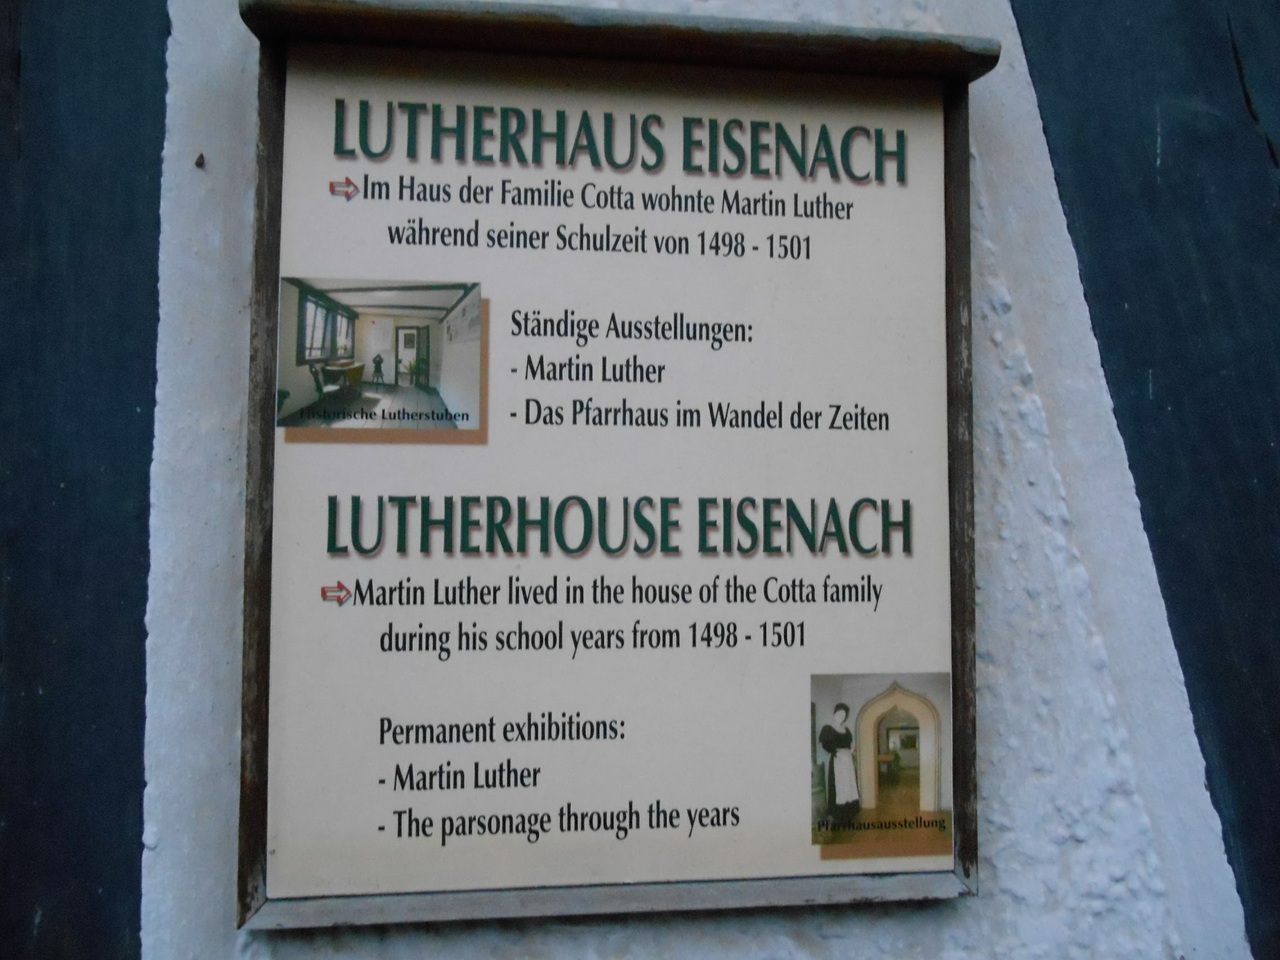 LUTHERHAUS EISENACH
Im Haus der Familie Cotta wohnte Martin Luther
während seiner Schulzeit von 1498 - 1501
Ständige Ausstellungen:
- Martin Luther
- Das Pfarrhaus im Wandel der Zeiten
Historische Lutherstuben
LUTHERHOUSE EISENACH
Martin Luther lived in the house of the Cotta family
during his school years from 1498 - 1501
Permanent exhibitions:
- Martin Luther
- The parsonage through the years
Pfarrhausausstellung